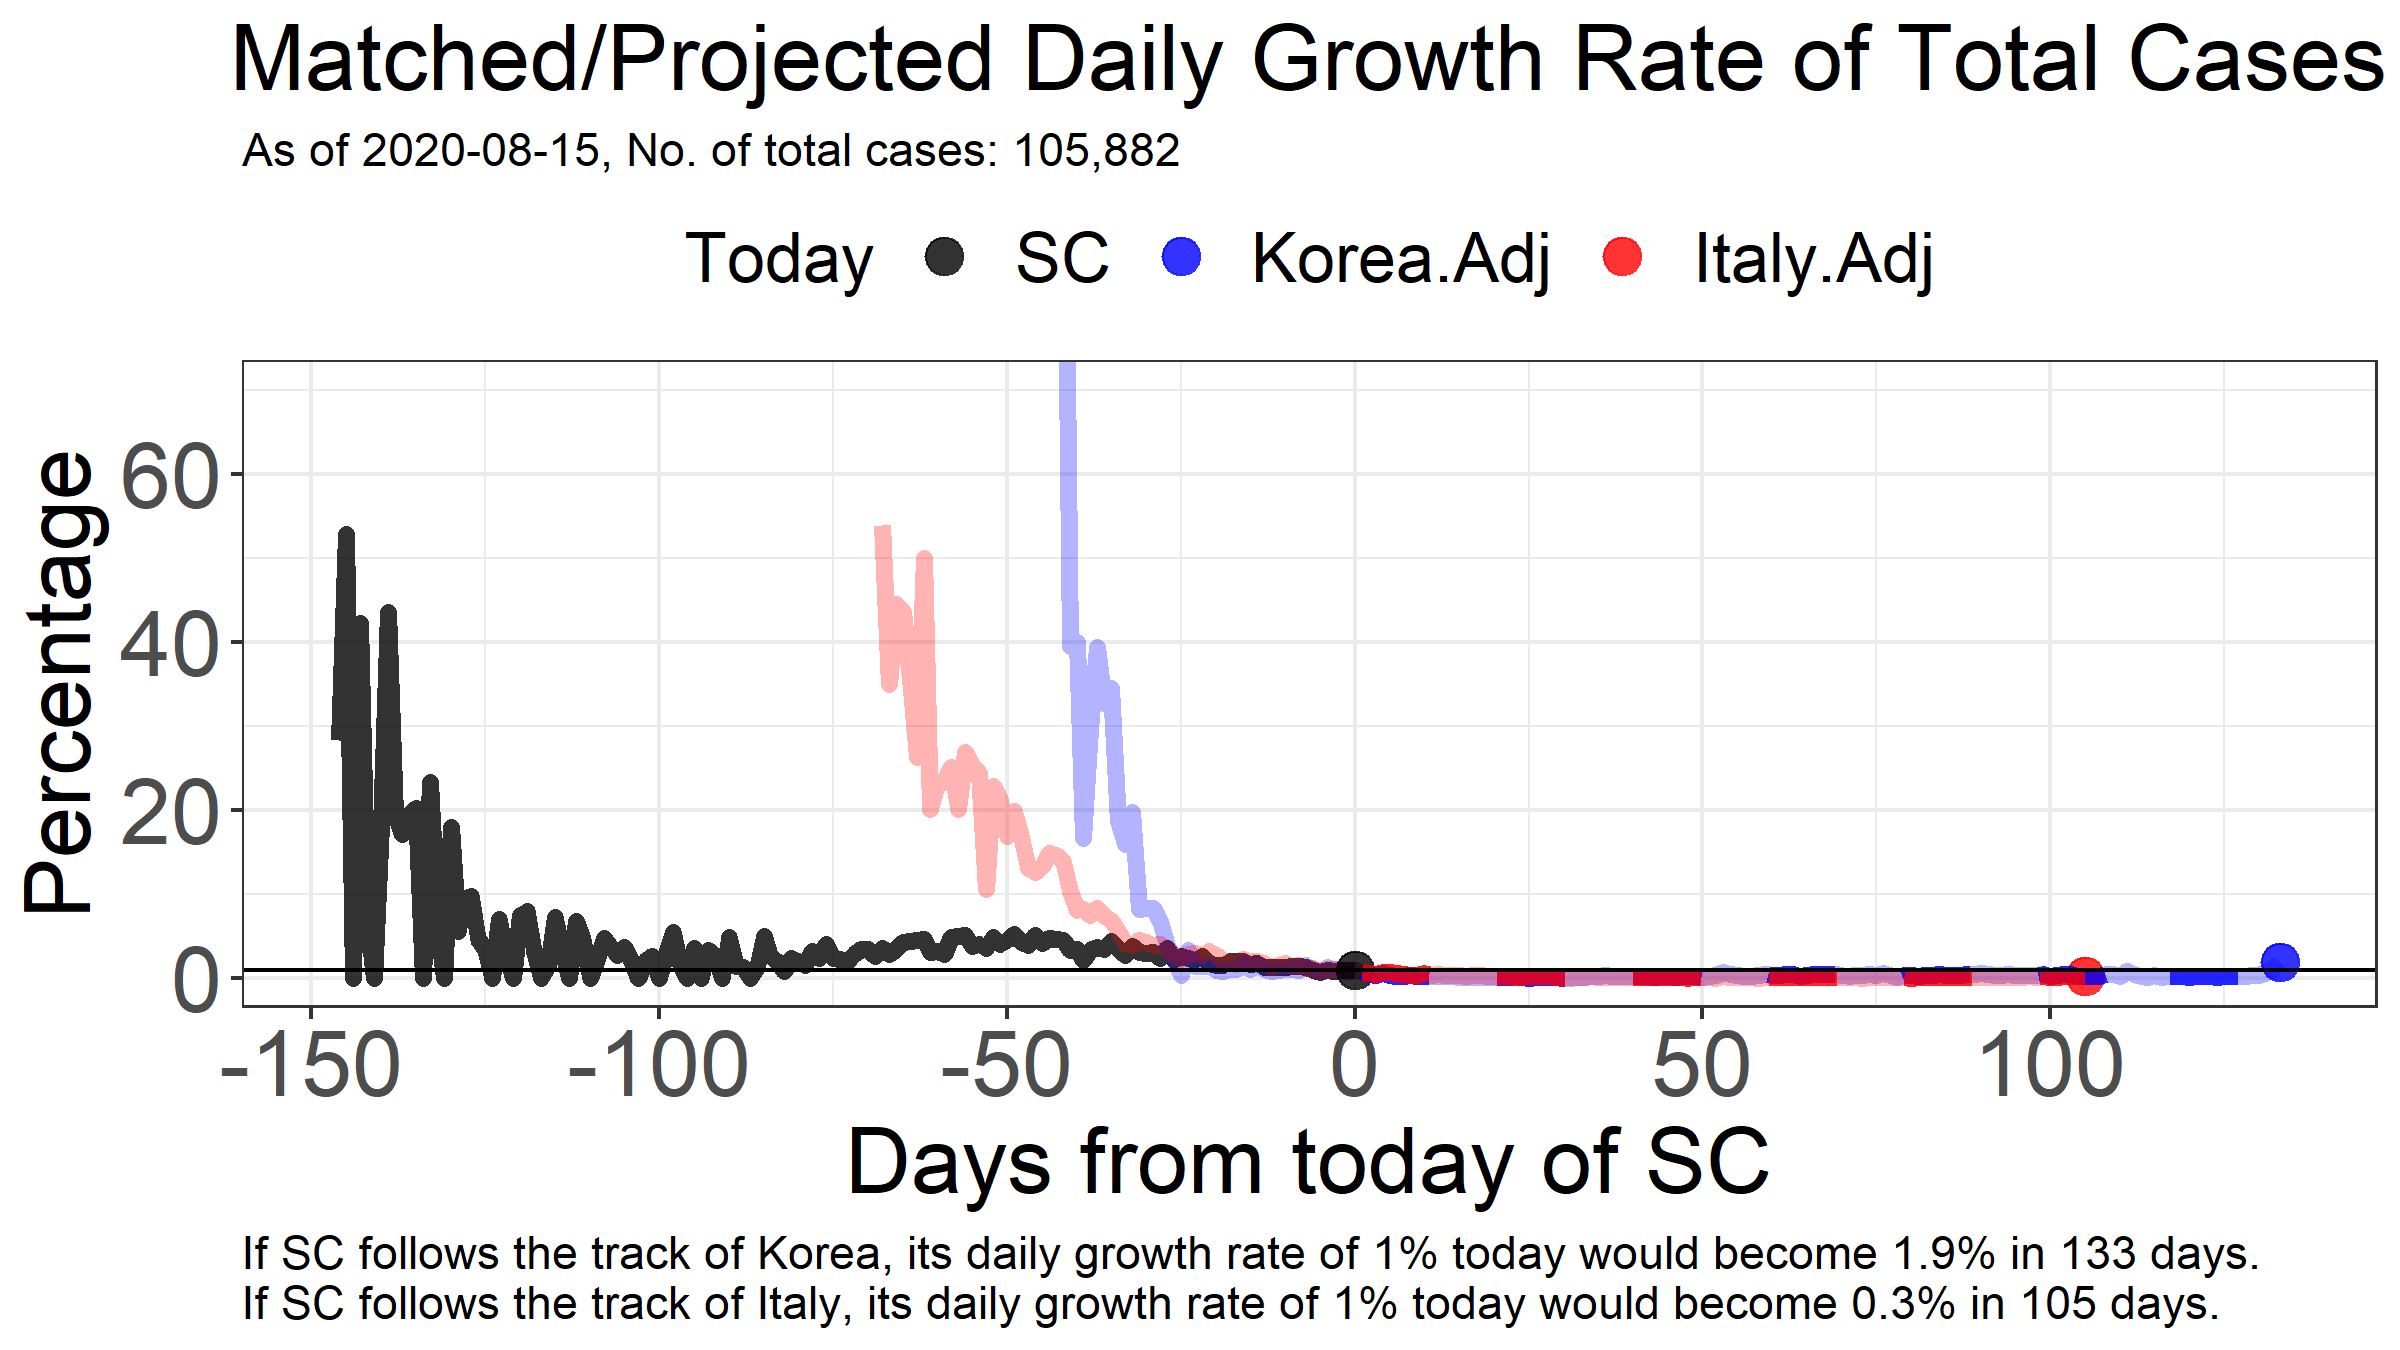 Matched/Projected Daily Growth Rate of Total Cases
As of 2020-08-15, No. of total cases: 105,882
Today SC Korea.Adj Italy.Adj
Percentage
60
40
20
0
-150 -100 -50 0 50 100
Days from today of SC
If SC follows the track of Korea, its daily growth rate of 1% today would become 1.9% in 133 days.
If SC follows the track of Italy, its daily growth rate of 1% today would become 0.3% in 105 days.